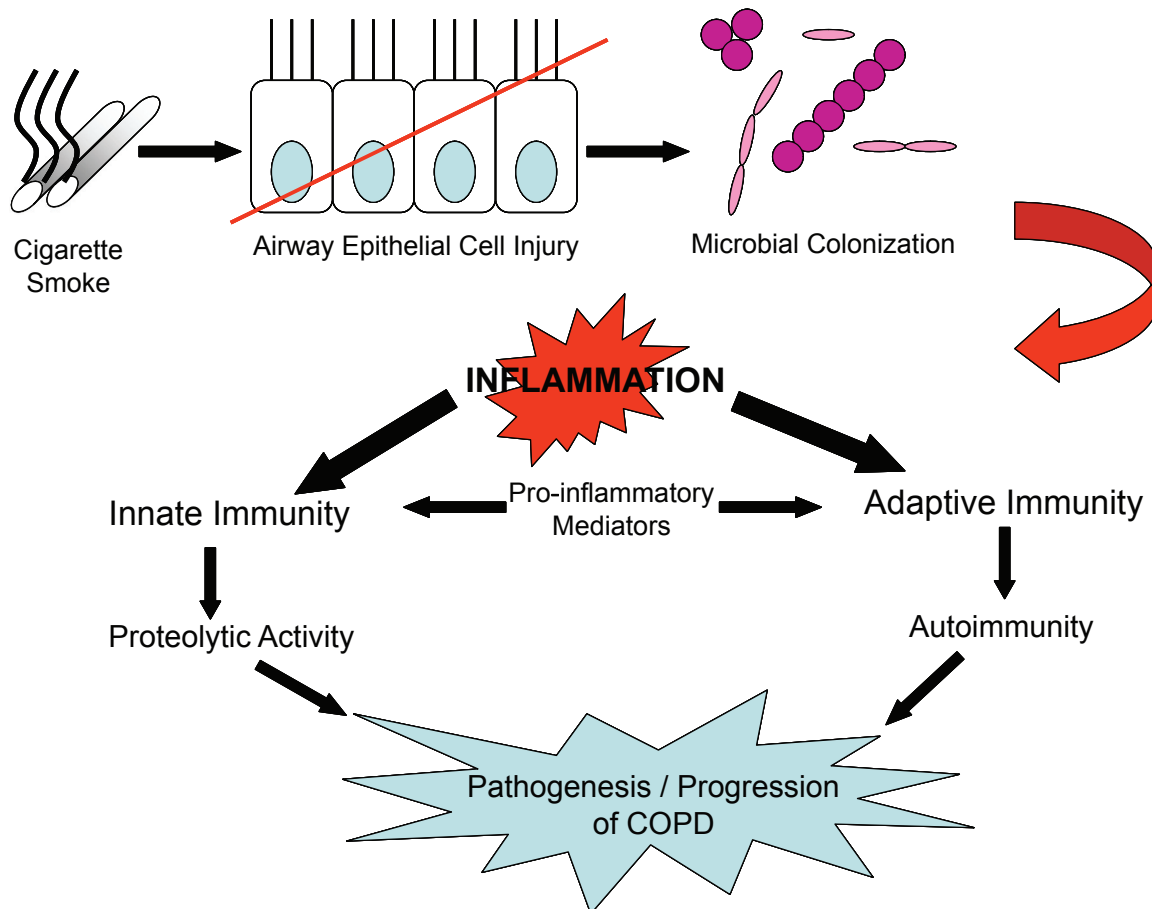 Cigarette
Smoke
Airway Epithelial Cell Injury
Microbial Colonization
INFLAMMATION
Innate Immunity
Pro-inflammatory
Mediators
Adaptive Immunity
Proteolytic Activity
Autoimmunity
Pathogenesis / Progression
of COPD